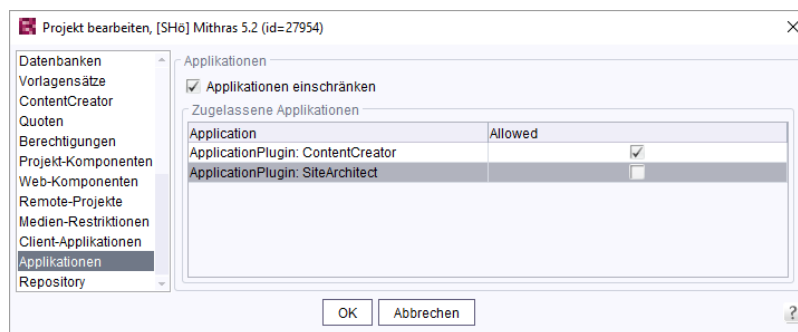 Projekt bearbeiten, [SHö] Mithras 5.2 (id=27954)
Datenbanken
Vorlagensätze
ContentCreator
Quoten
Berechtigungen
Projekt-Komponenten
Web-Komponenten
Remote-Projekte
Medien-Restriktionen
Client-Applikationen
Applikationen
Repository
Applikationen
Applikationen einschränken
Zugelassene Applikationen
Application Allowed
ApplicationPlugin: ContentCreator
ApplicationPlugin: SiteArchitect
OK Abbrechen
?